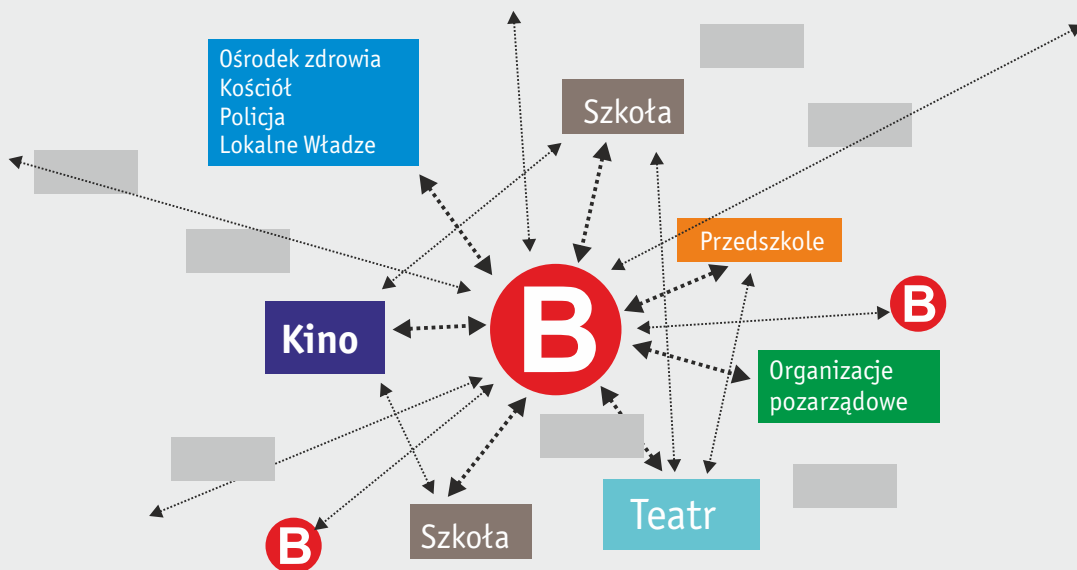 Ośrodek zdrowia
Kościół
Policja
Lokalne Władze
Szkoła
Przedszkole
B
Kino
B
Organizacje
pozarządowe
Teatr
Szkoła
B